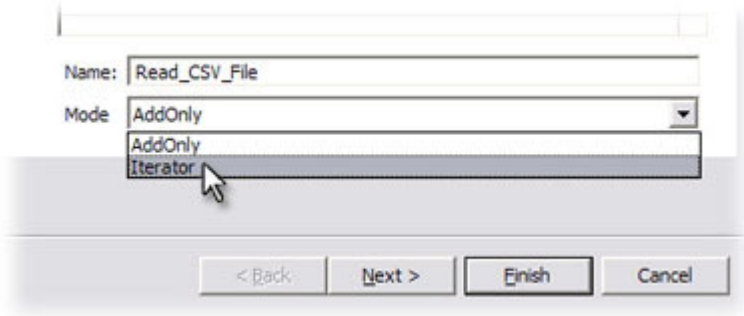 Name: Read_CSV_File
Mode AddOnly
AddOnly
Iterator
< Back Next > Finish Cancel